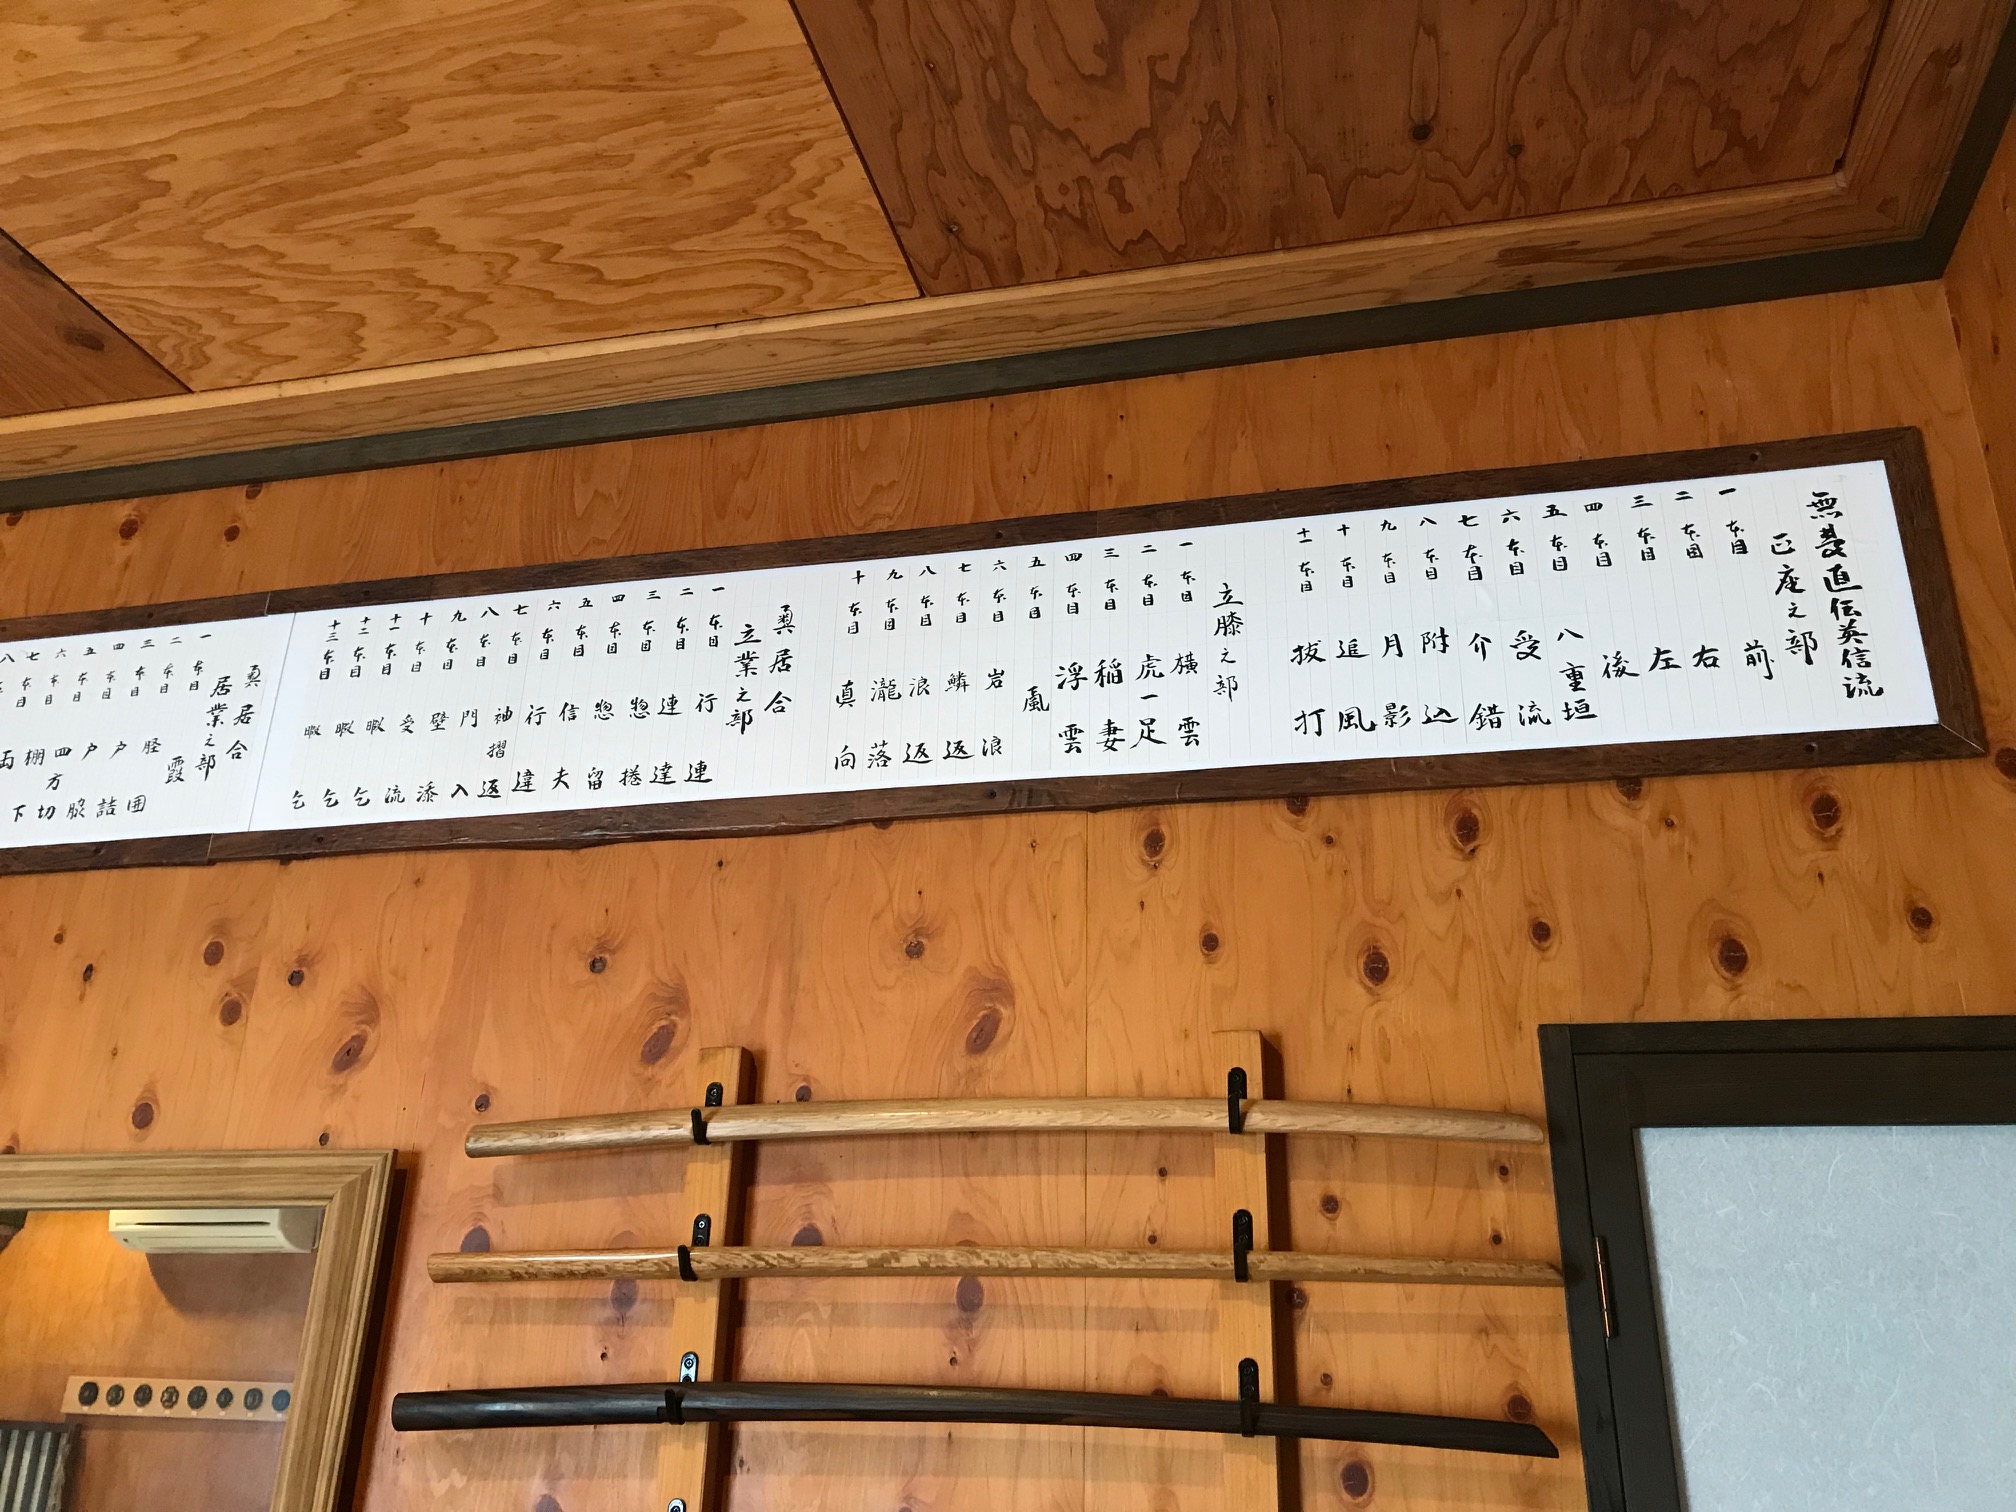 無雙直伝英信流
正座之部
一本目 前
二本目 右
三本目 左
四本目 後
五本目 八重垣
六本目 受流
七本目 介錯
八本目 附込
九本目 月影
十本目 追風
十一本目 抜打
立膝之部
一本目 横雲
二本目 虎一足
三本目 稲妻
四本目 浮雲
五本目 颪
六本目 岩浪
七本目 鱗返
八本目 浪返
九本目 瀧落
十本目 真向
奥居合
立業之部
一本目 行連
二本目 連達
三本目 惣捲
四本目 惣留
五本目 信夫
六本目 行違
七本目 袖摺返
八本目 門入
九本目 壁添
十本目 受流
十一本目 暇乞
十二本目 暇乞
十三本目 暇乞
奥居合
居業之部
一本目 霞
二本目 脛囲
三本目 戸詰
四本目 戸脇
五本目 四方切
六本目 棚下
七本目 両
八